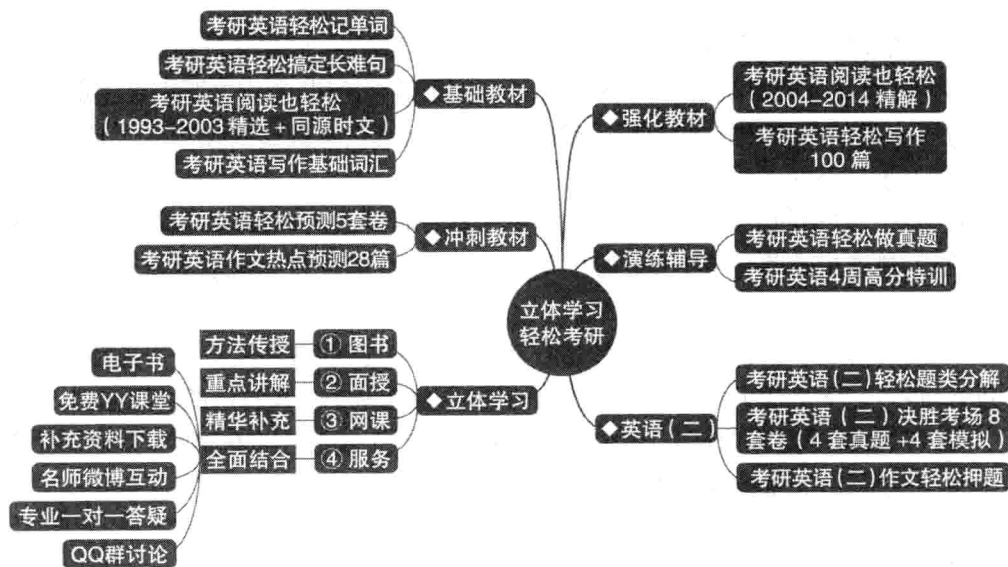 考研英语轻松记单词
考研英语轻松搞定长难句
考研英语阅读也轻松
（1993-2003精选+同源时文）
考研英语写作基础词汇
◆基础教材
考研英语轻松预测5套卷
考研英语作文热点预测28篇
◆冲刺教材
方法传授
① 图书
重点讲解
② 面授
精华补充
③ 网课
全面结合
④ 服务
◆立体学习
电子书
免费YY课堂
补充资料下载
名师微博互动
专业一对一答疑
QQ群讨论
立体学习
轻松考研
◆强化教材
考研英语阅读也轻松
（2004-2014精解）
考研英语轻松写作
100 篇
◆演练辅导
考研英语轻松做真题
考研英语4周高分特训
◆英语（二）
考研英语（二）轻松题类分解
考研英语（二）决胜考场 8
套卷（4 套真题 +4 套模拟）
考研英语（二）作文轻松押题